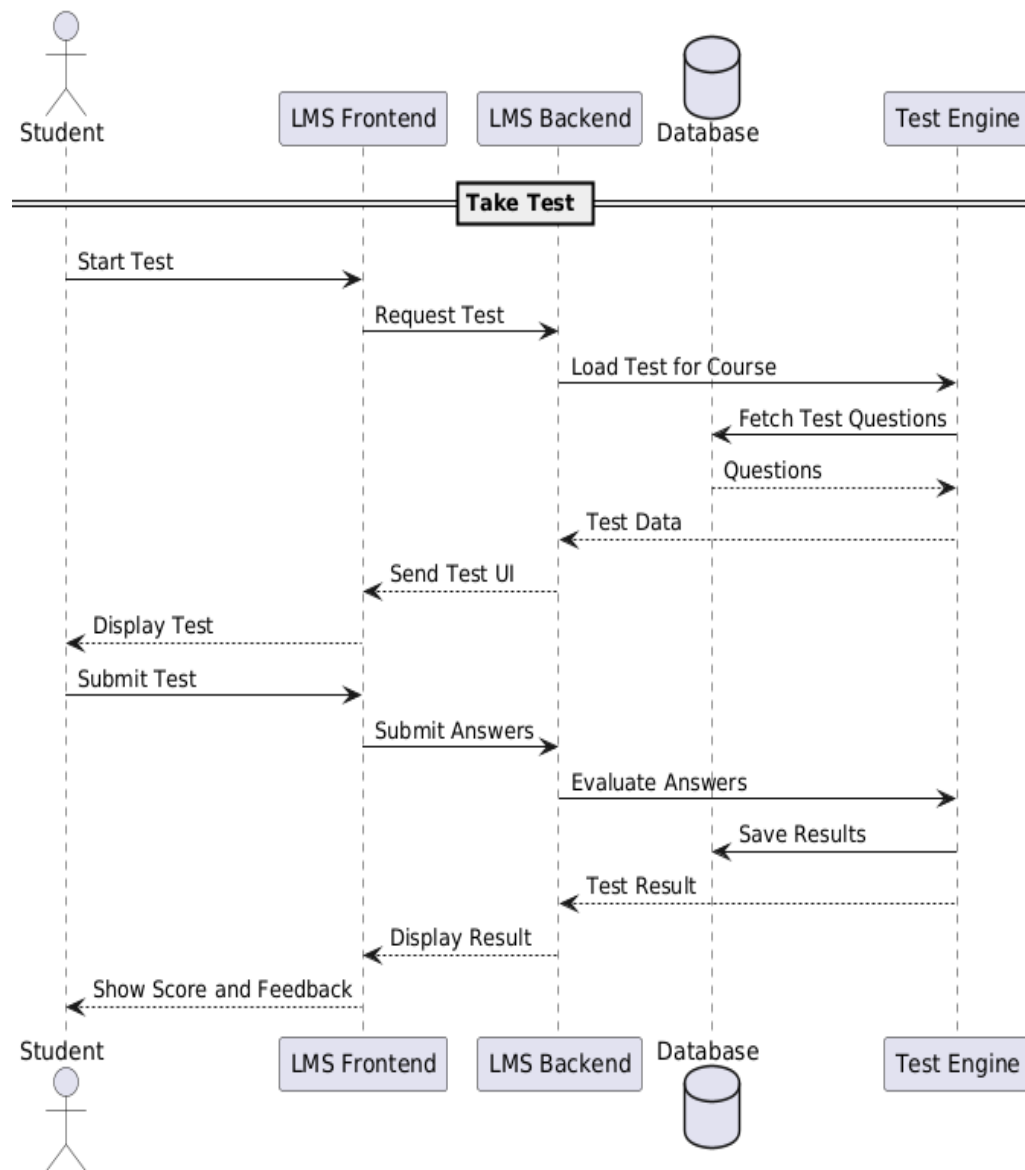 Student
LMS Frontend
LMS Backend
Database
Test Engine
Take Test
Start Test
Request Test
Load Test for Course
Fetch Test Questions
Questions
Test Data
Send Test UI
Display Test
Submit Test
Submit Answers
Evaluate Answers
Save Results
Test Result
Display Result
Show Score and Feedback
Student
LMS Frontend
LMS Backend
Database
Test Engine